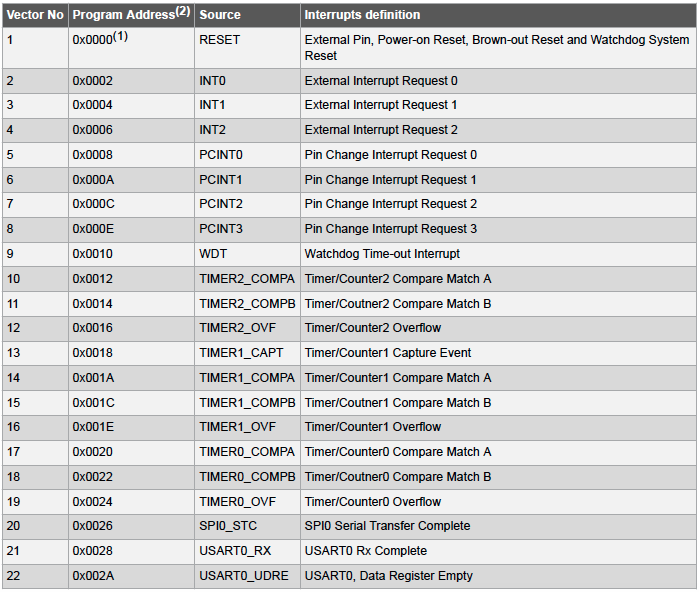 Vector No Program Address(2) Source Interrupts definition
1 0x0000(1) RESET External Pin, Power-on Reset, Brown-out Reset and Watchdog System
Reset
2 0x0002 INT0 External Interrupt Request 0
3 0x0004 INT1 External Interrupt Request 1
4 0x0006 INT2 External Interrupt Request 2
5 0x0008 PCINT0 Pin Change Interrupt Request 0
6 0x000A PCINT1 Pin Change Interrupt Request 1
7 0x000C PCINT2 Pin Change Interrupt Request 2
8 0x000E PCINT3 Pin Change Interrupt Request 3
9 0x0010 WDT Watchdog Time-out Interrupt
10 0x0012 TIMER2_COMPA Timer/Counter2 Compare Match A
11 0x0014 TIMER2_COMPB Timer/Coutner2 Compare Match B
12 0x0016 TIMER2_OVF Timer/Counter2 Overflow
13 0x0018 TIMER1_CAPT Timer/Counter1 Capture Event
14 0x001A TIMER1_COMPA Timer/Counter1 Compare Match A
15 0x001C TIMER1_COMPB Timer/Coutner1 Compare Match B
16 0x001E TIMER1_OVF Timer/Counter1 Overflow
17 0x0020 TIMER0_COMPA Timer/Counter0 Compare Match A
18 0x0022 TIMER0_COMPB Timer/Coutner0 Compare Match B
19 0x0024 TIMER0_OVF Timer/Counter0 Overflow
20 0x0026 SPI0_STC SPI0 Serial Transfer Complete
21 0x0028 USART0_RX USART0 Rx Complete
22 0x002A USART0_UDRE USART0, Data Register Empty